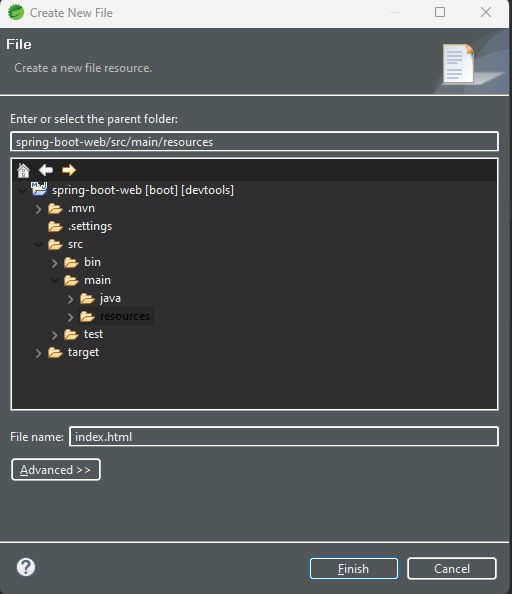 Create New File
File
Create a new file resource.
Enter or select the parent folder:
spring-boot-web/src/main/resources
spring-boot-web [boot] [devtools]
.mvn
.settings
src
bin
main
java
resources
test
target
File name: index.html
Advanced >>
? Finish Cancel